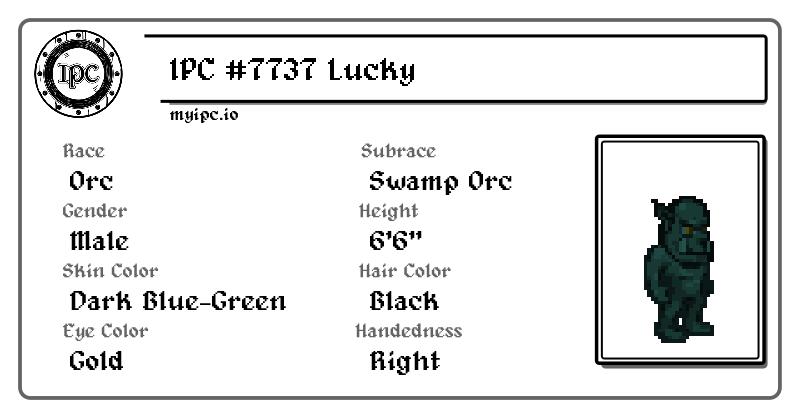 IPC
IPC #7737 Lucky
myipc.io
Race
Subrace
Orc
Swamp Orc
Gender
Height
Male
6'6"
Skin Color
Hair Color
Dark Blue-Green
Black
Eye Color
Handedness
Gold
Right